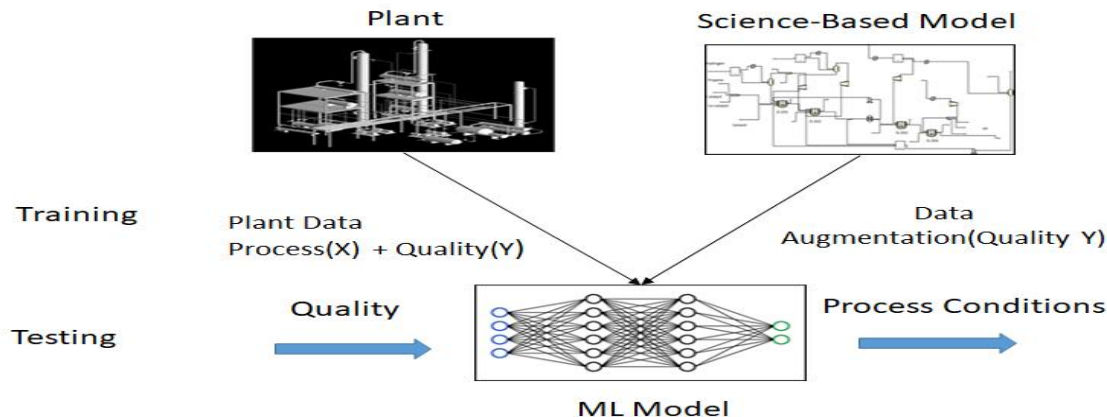 Plant
Science-Based Model
Training
Plant Data
Process(X) + Quality(Y)
Data
Augmentation(Quality Y)
Testing
Quality
Process Conditions
ML Model